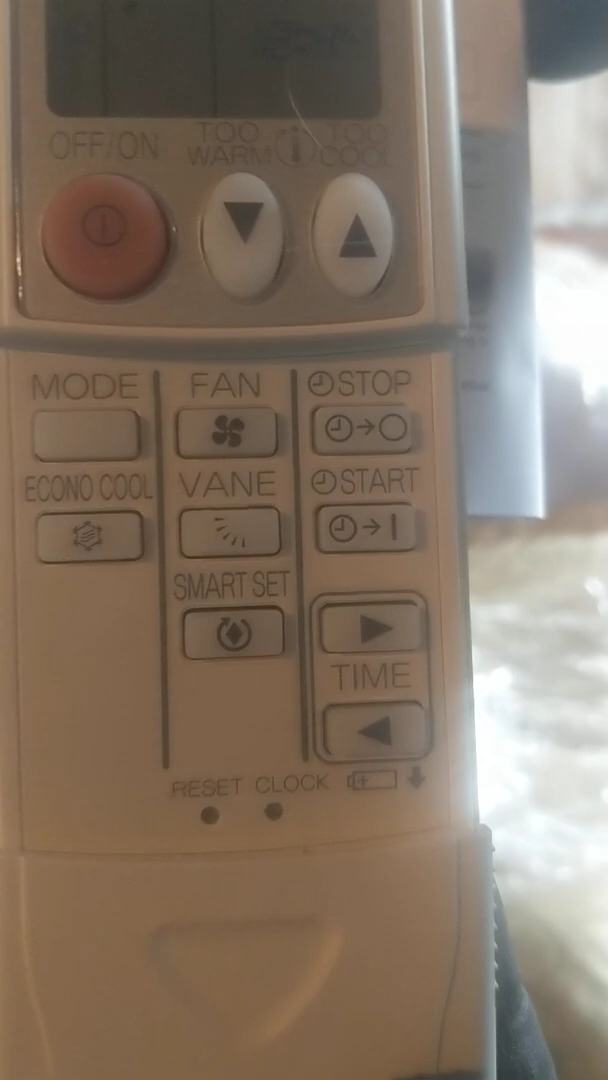 OFF/ON
TOO WARM
TOO COOL
MODE
FAN
STOP
ECONO COOL
VANE
START
SMART SET
TIME
RESET CLOCK